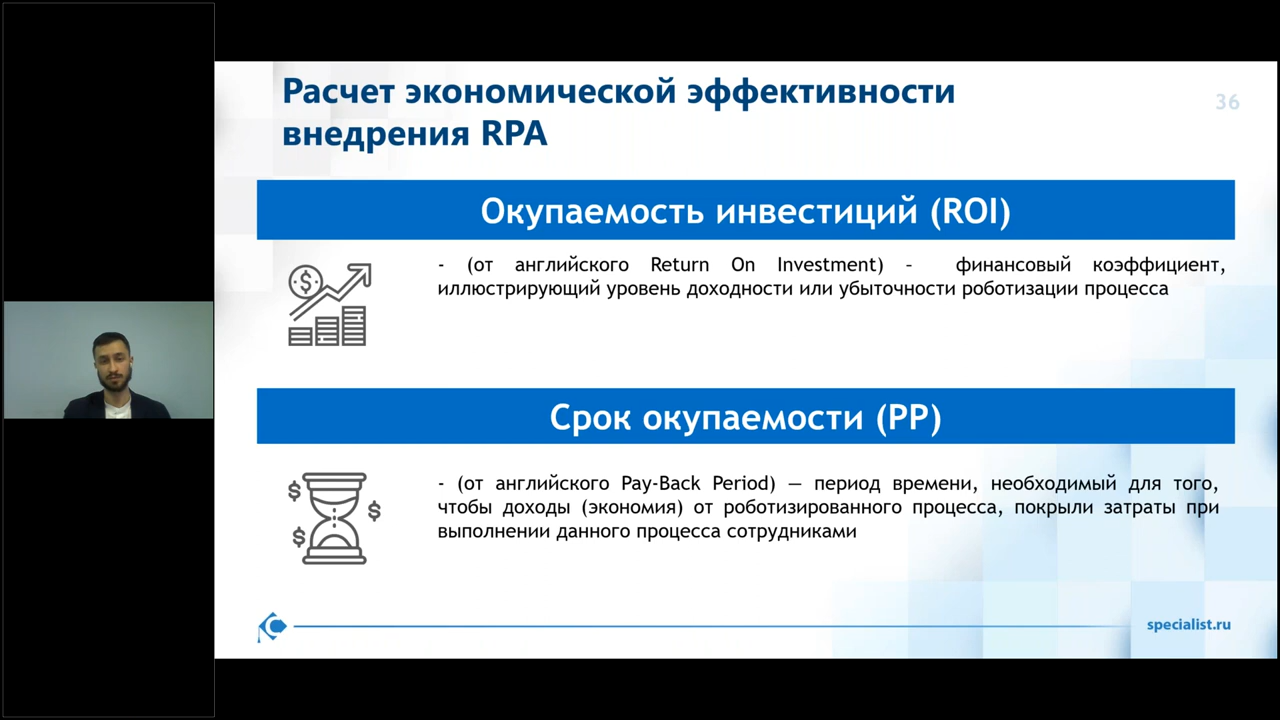 Расчет экономической эффективности
внедрения RPA
36
Окупаемость инвестиций (ROI)
- (от английского Return On Investment) – финансовый коэффициент,
иллюстрирующий уровень доходности или убыточности роботизации процесса
Срок окупаемости (PP)
- (от английского Pay-Back Period) — период времени, необходимый для того,
чтобы доходы (экономия) от роботизированного процесса, покрыли затраты при
выполнении данного процесса сотрудниками
specialist.ru